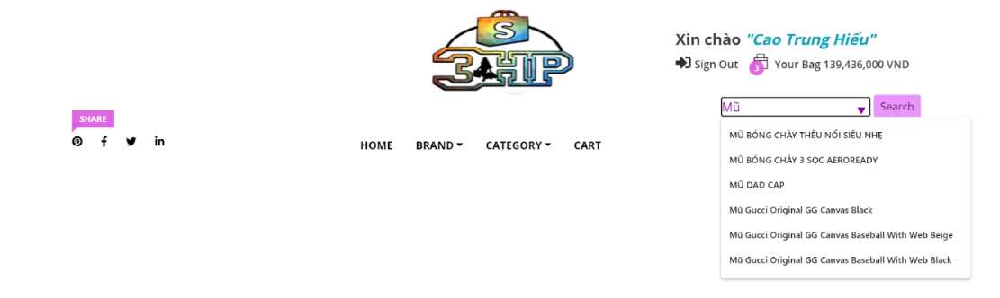 S
3 HIP
Xin chào "Cao Trung Hiếu"
Sign Out 3 Your Bag 139,436,000 VND
Mũ Search
SHARE
HOME BRAND CATEGORY CART
MŨ BÓNG CHÀY THÊU NỔI SIÊU NHẸ
MŨ BÓNG CHÀY 3 SỌC AEROREADY
MŨ DAD CAP
Mũ Gucci Original GG Canvas Black
Mũ Gucci Original GG Canvas Baseball With Web Beige
Mũ Gucci Original GG Canvas Baseball With Web Black